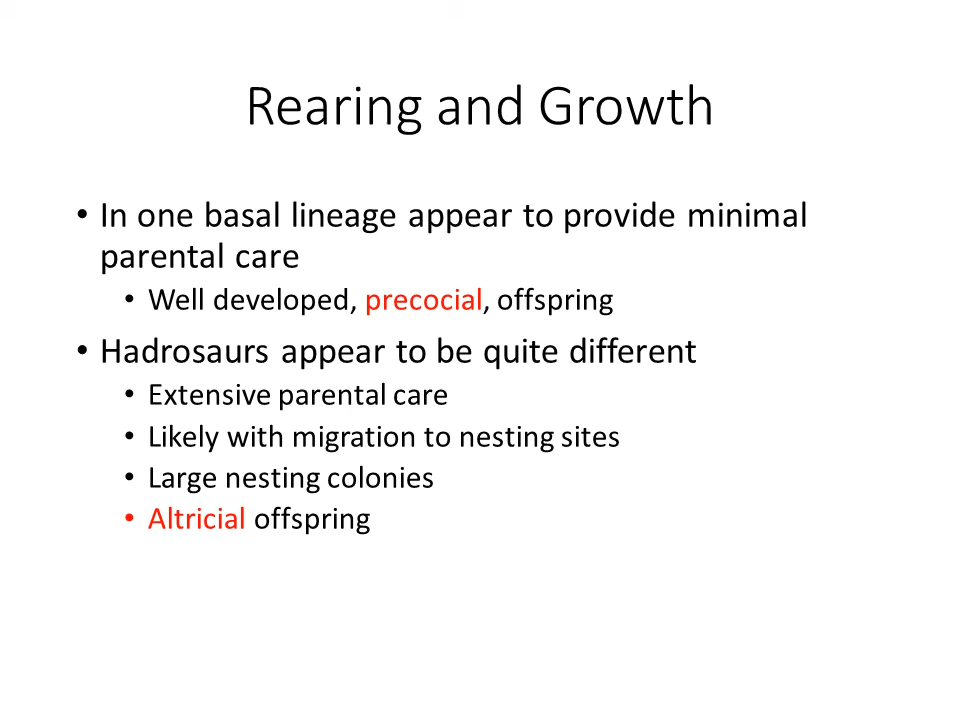 Rearing and Growth
• In one basal lineage appear to provide minimal
parental care
• Well developed, precocial, offspring
• Hadrosaurs appear to be quite different
• Extensive parental care
• Likely with migration to nesting sites
• Large nesting colonies
• Altricial offspring